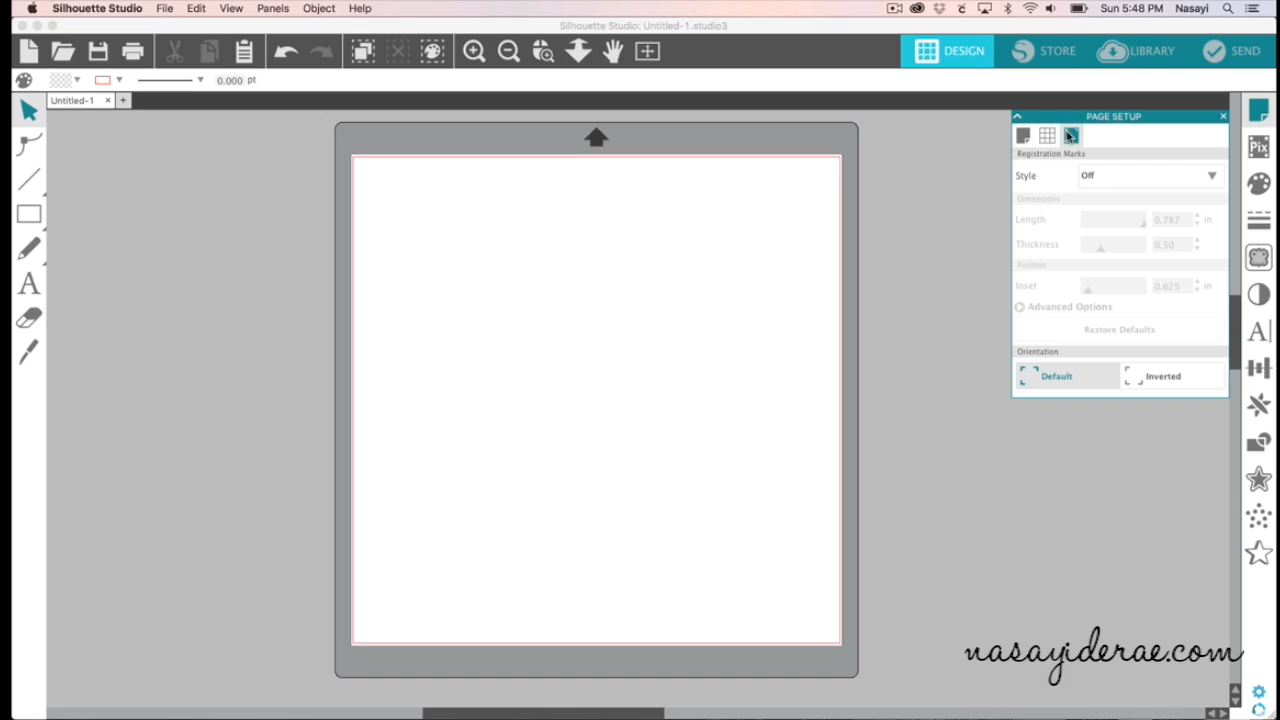 Silhouette Studio File Edit View Panels Object Help Sun 5:48 PM Nasayi
Silhouette Studio: Untitled-1.studio3
DESIGN STORE LIBRARY SEND
0.000 pt
Untitled-1 × +
PAGE SETUP
Registration Marks
Style Off
Dimensions
Length 0.787 in
Thickness 0.50
Position
Inset 0.625 in
Advanced Options
Restore Defaults
Orientation
Default Inverted
Pix
A
A
nasayiderae.com